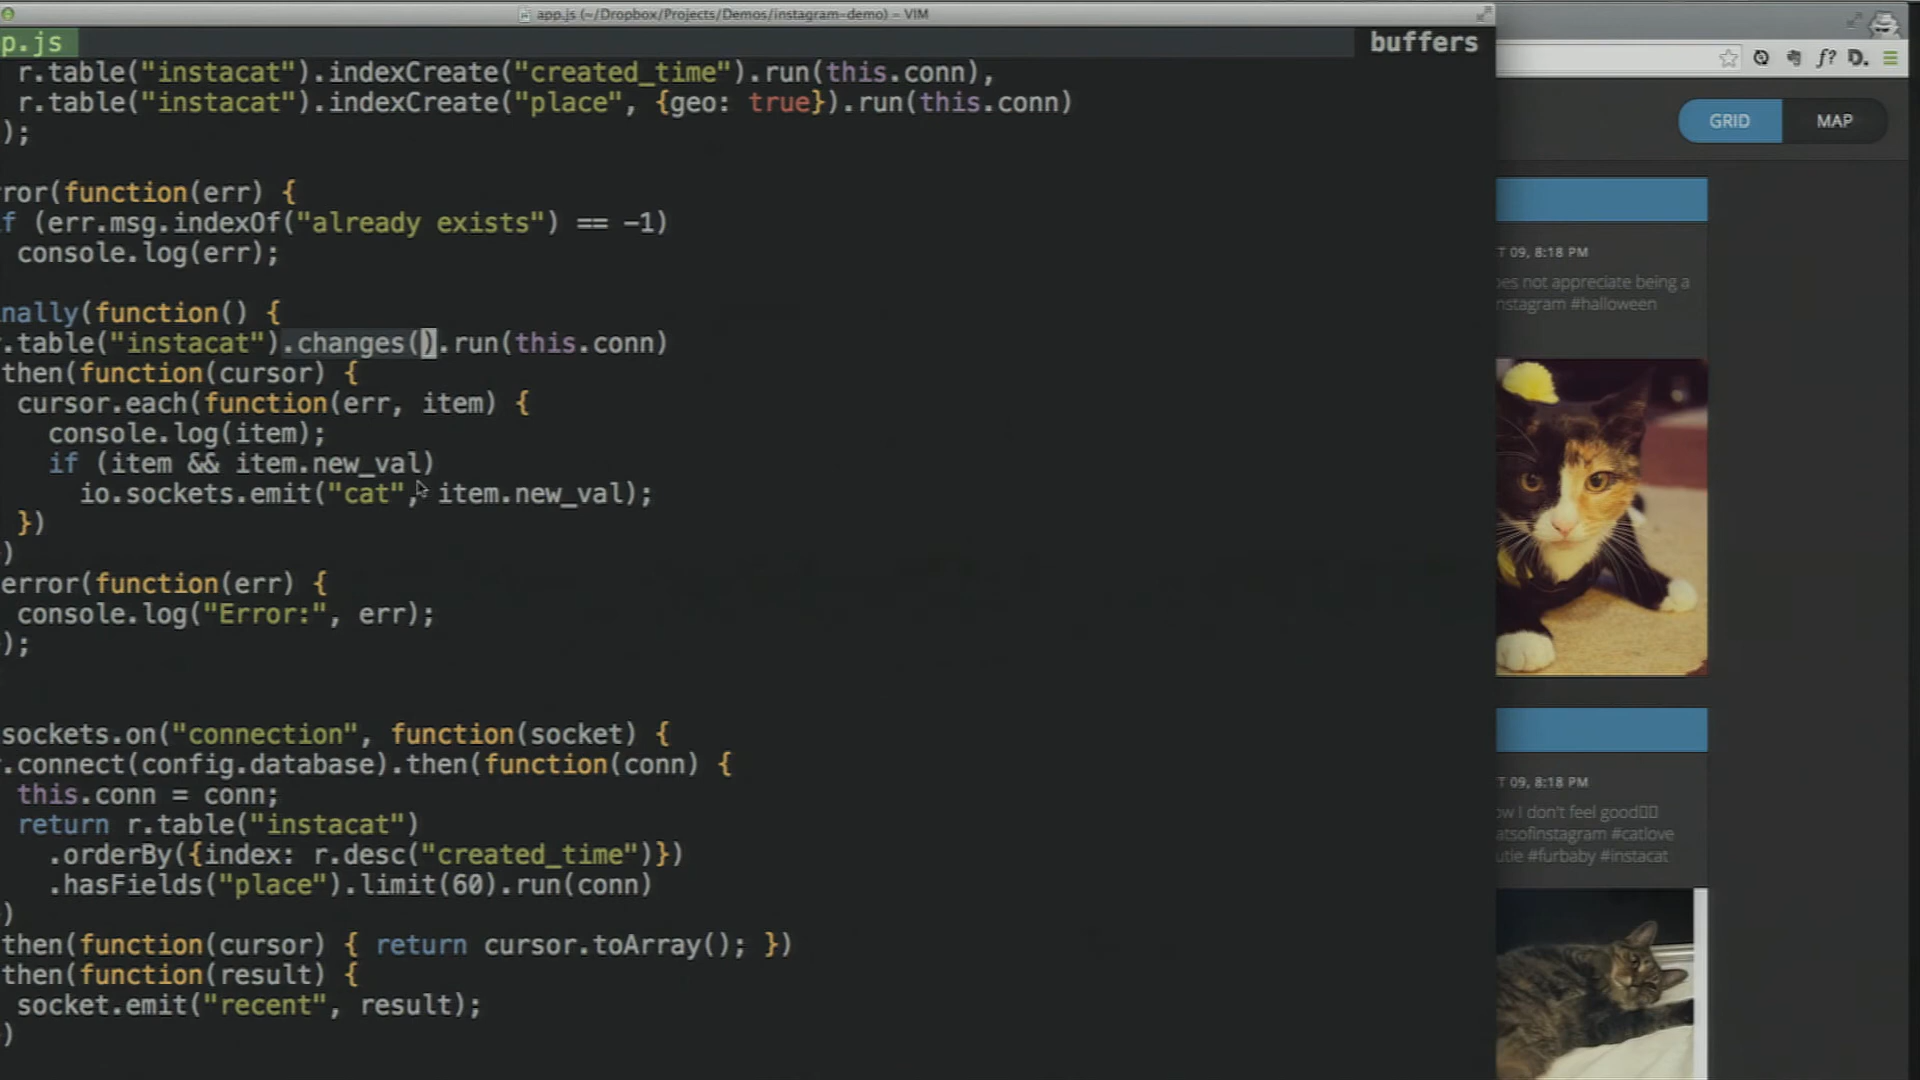 app.js (~/Dropbox/Projects/Demos/instagram-demo) – VIM
p.js
buffers
r.table("instacat").indexCreate("created_time").run(this.conn),
r.table("instacat").indexCreate("place", {geo: true}).run(this.conn)
);
ror(function(err) {
f (err.msg.indexOf("already exists") == -1)
console.log(err);
nally(function() {
.table("instacat").changes().run(this.conn)
then(function(cursor) {
cursor.each(function(err, item) {
console.log(item);
if (item && item.new_val)
io.sockets.emit("cat", item.new_val);
})
)
error(function(err) {
console.log("Error:", err);
);
sockets.on("connection", function(socket) {
.connect(config.database).then(function(conn) {
this.conn = conn;
return r.table("instacat")
.orderBy({index: r.desc("created_time")})
.hasFields("place").limit(60).run(conn)
)
then(function(cursor) { return cursor.toArray(); })
then(function(result) {
socket.emit("recent", result);
)
f? D.
GRID MAP
T 09, 8:18 PM
oes not appreciate being a
nstagram #halloween
T 09, 8:18 PM
ow I don't feel good
atsofinstagram #catlove
utie #furbaby #instacat